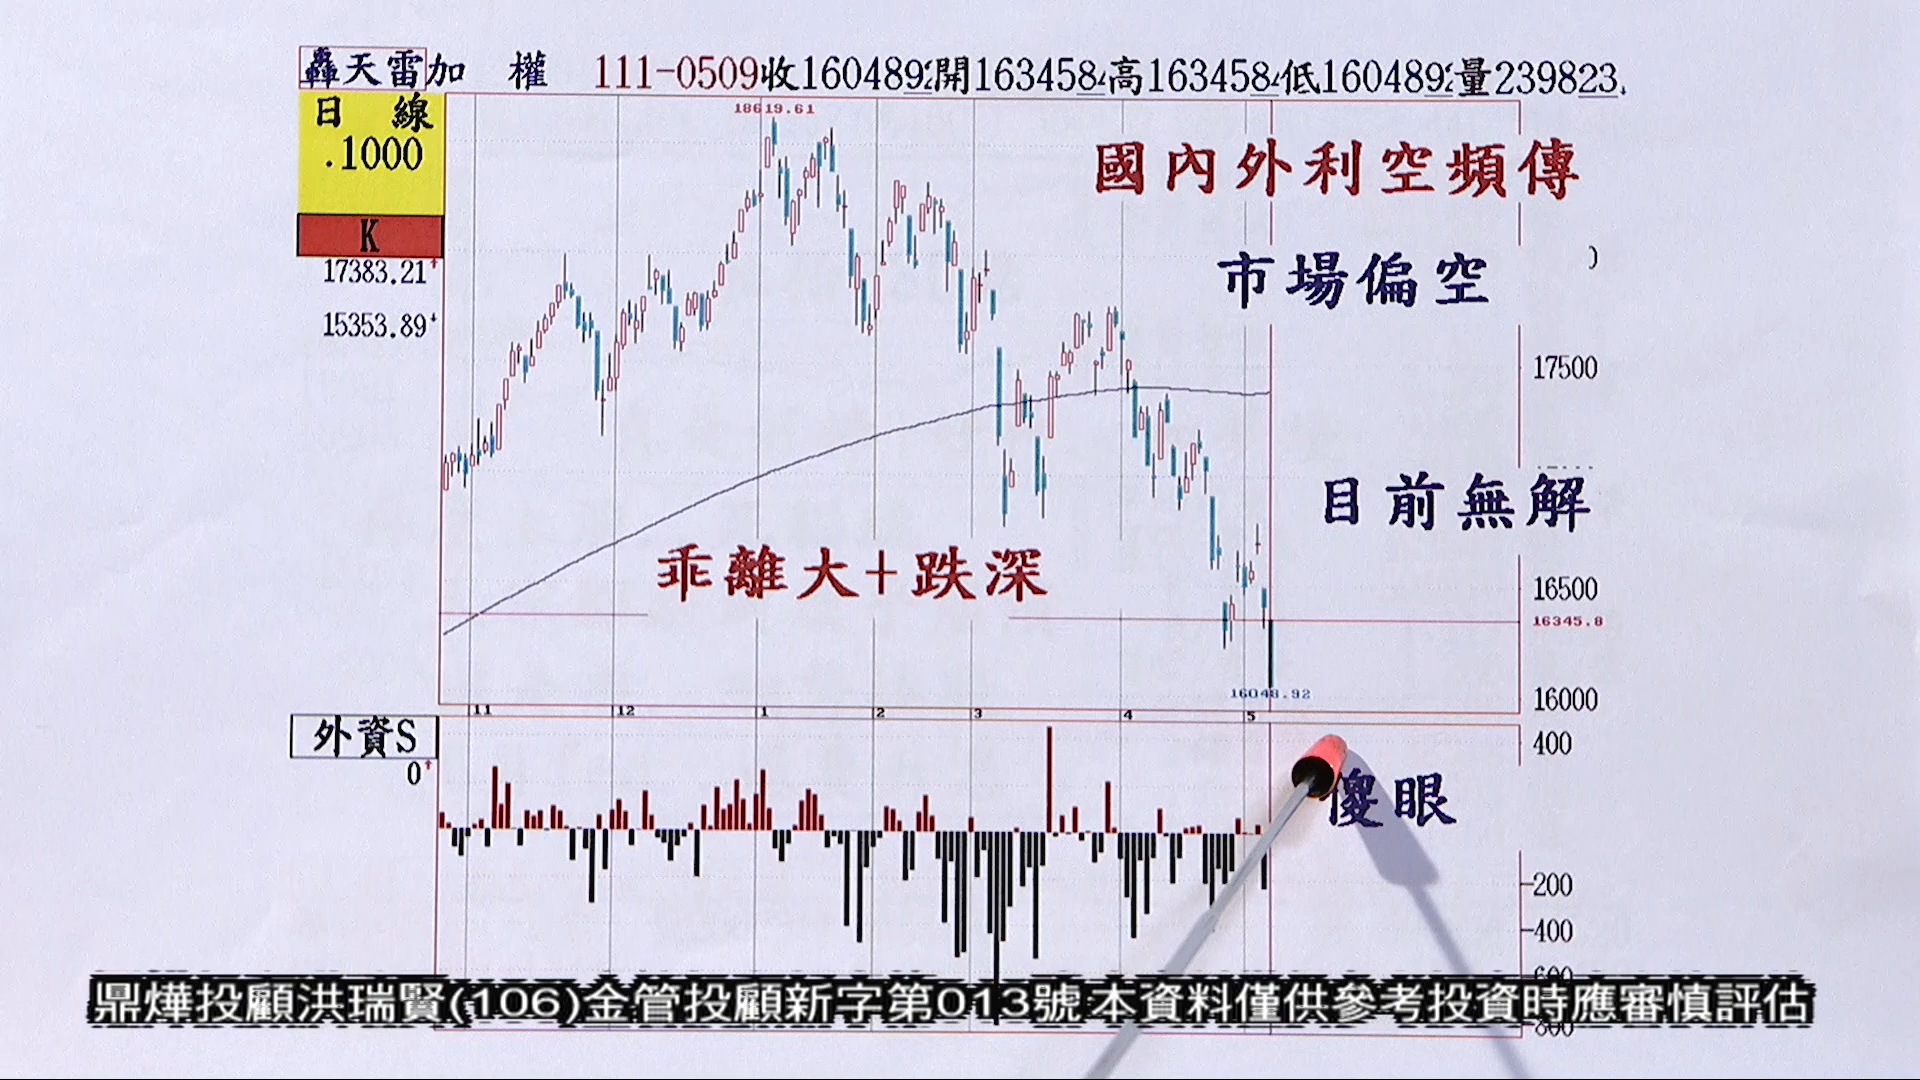 轟天雷加 權 111-0509收1604892開163458高163458低1604892量239823
日 線
.1000
K
17383.21
15353.89
18619.61
國內外利空頻傳
市場偏空
17500
目前無解
乖離大+跌深
16500
16345.8
16048.92
16000
11 12 1 2 3 4 5
外資S
0
400
傻眼
-200
-400
600
800
鼎燁投顧洪瑞賢(106)金管投顧新字第013號 本資料僅供參考投資時應審慎評估